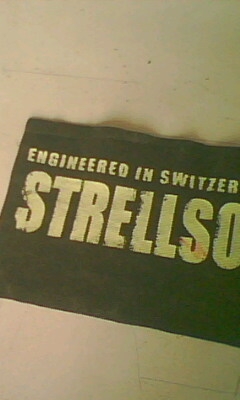 ENGINEERED IN SWITZER
STRELLSO